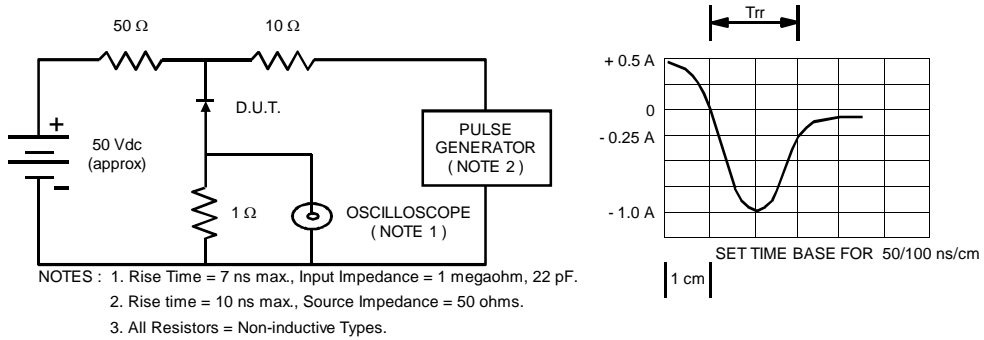 50 Ω
10 Ω
D.U.T.
+
50 Vdc
(approx)
-
1 Ω
OSCILLOSCOPE
( NOTE 1 )
PULSE
GENERATOR
( NOTE 2 )
Trr
+ 0.5 A
0
- 0.25 A
- 1.0 A
SET TIME BASE FOR 50/100 ns/cm
1 cm
NOTES : 1. Rise Time = 7 ns max., Input Impedance = 1 megaohm, 22 pF.
2. Rise time = 10 ns max., Source Impedance = 50 ohms.
3. All Resistors = Non-inductive Types.